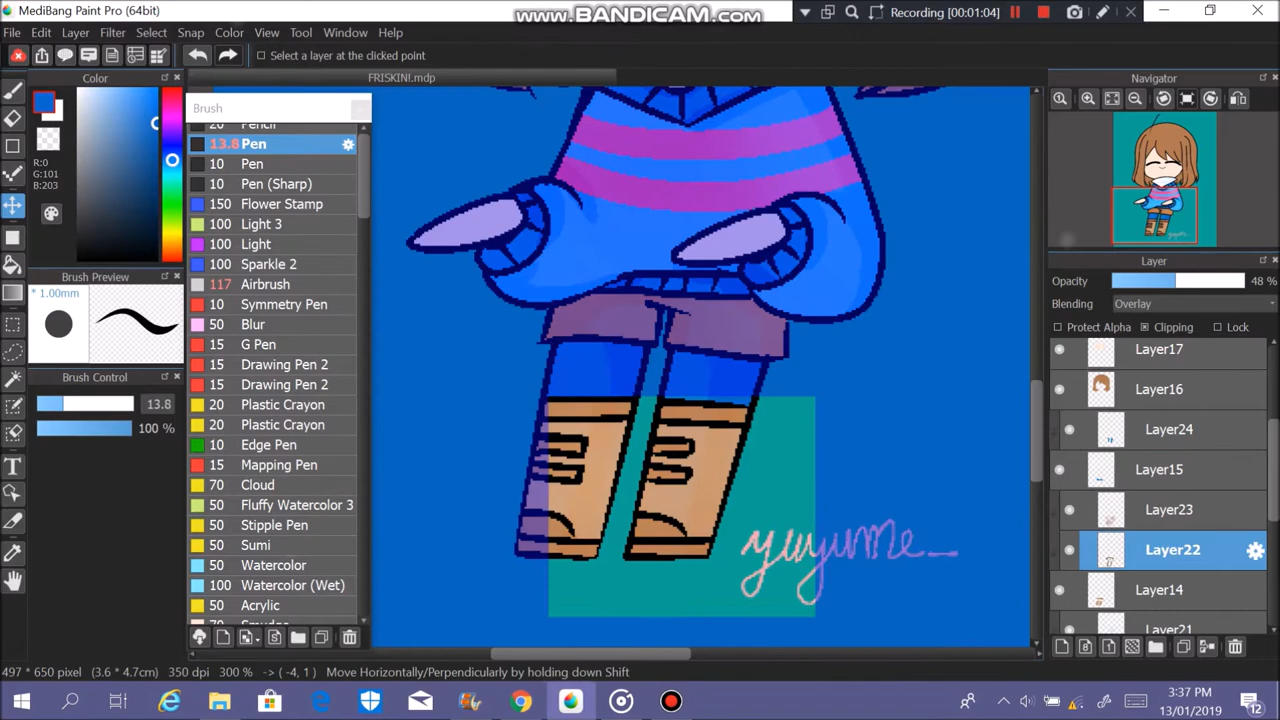 MediBang Paint Pro (64bit)
www.BANDICAM.com
Recording [00:01:04]
File Edit Layer Filter Select Snap Color View Tool Window Help
Select a layer at the clicked point
Color
FRISKIN!.mdp
Navigator
Brush
20 Pencil
13.8 Pen
10 Pen
10 Pen (Sharp)
150 Flower Stamp
100 Light 3
100 Light
100 Sparkle 2
117 Airbrush
10 Symmetry Pen
50 Blur
15 G Pen
15 Drawing Pen 2
15 Drawing Pen 2
20 Plastic Crayon
20 Plastic Crayon
10 Edge Pen
15 Mapping Pen
70 Cloud
50 Fluffy Watercolor 3
50 Stipple Pen
50 Sumi
50 Watercolor
100 Watercolor (Wet)
60 Acrylic
R:0
G:101
B:203
Brush Preview
* 1.00mm
Brush Control
13.8
100 %
yuyume_
Layer
Opacity 48 %
Blending Overlay
Protect Alpha Clipping Lock
Layer17
Layer16
Layer24
Layer15
Layer23
Layer22
Layer14
Layer21
497 * 650 pixel (3.6 * 4.7cm) 350 dpi 250 % -> ( -4, 1 ) Move Horizontally/Perpendicularly by holding down Shift
3:37 PM
13/01/2019
12